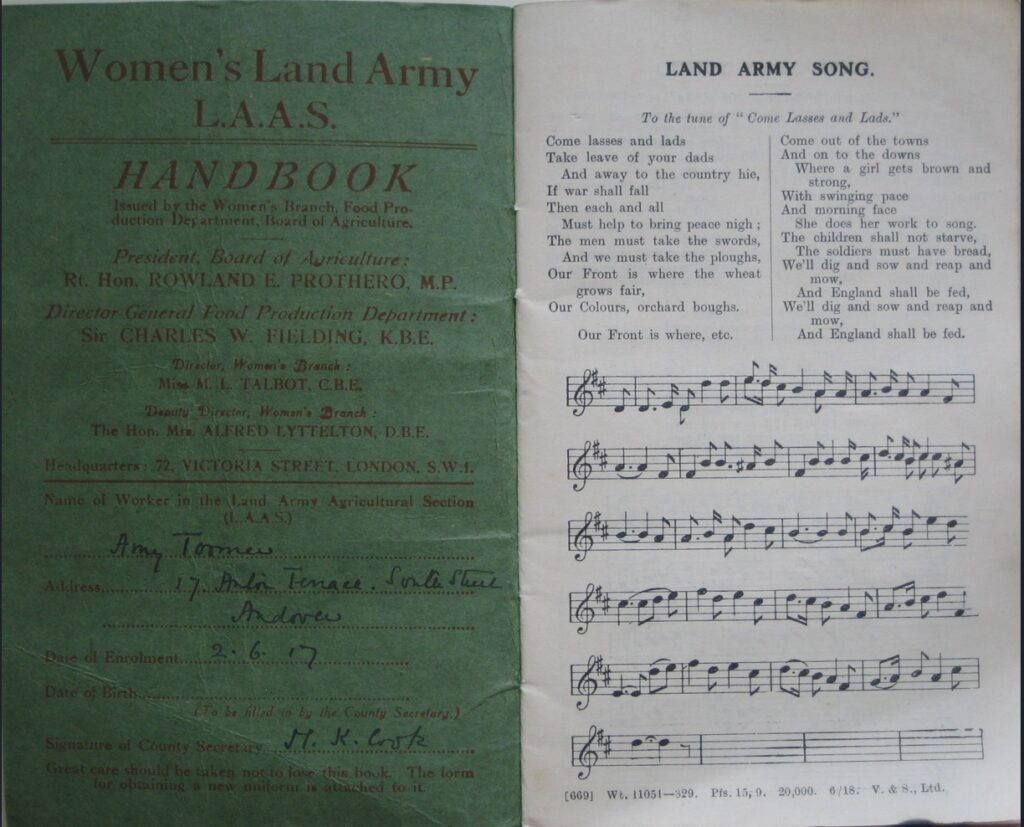 Women's Land Army
L.A.A.S.
HANDBOOK
Issued by the Women's Branch, Food Pro-
duction Department, Board of Agriculture.
President, Board of Agriculture:
Rt. Hon. ROWLAND E. PROTHERO, M.P.
Director-General Food Production Department:
Sir CHARLES W. FIELDING, K.B.E.
Director, Women's Branch:
Miss M. L. TALBOT, C.B.E.
Deputy Director, Women's Branch:
The Hon. Mrs. ALFRED LYTTELTON, D.B.E.
Headquarters: 72, VICTORIA STREET, LONDON, S.W.1.
Name of Worker in the Land Army Agricultural Section
(L.A.A.S.)
Amy
Address 17, Terrace. South Street
Andover
Date of Enrolment 2. 6. 17
Date of Birth
(To be filled in by the County Secretary.)
Signature of County Secretary K. Cook
Great care should be taken not to lose this book. The form
for obtaining a new uniform is attached to it.
LAND ARMY SONG.
To the tune of "Come Lasses and Lads."
Come lasses and lads
Take leave of your dads
And away to the country hie,
If war shall fall
Then each and all
Must help to bring peace nigh;
The men must take the swords,
And we must take the ploughs,
Our Front is where the wheat
grows fair,
Our Colours, orchard boughs.
Our Front is where, etc.
Come out of the towns
And on to the downs
Where a girl gets brown and
strong,
With swinging pace
And morning face
She does her work to song.
The children shall not starve,
The soldiers must have bread,
We'll dig and sow and reap and
mow,
And England shall be fed,
We'll dig and sow and reap and
mow,
And England shall be fed.
[669] Wt. 11051—329. Pfs. 15, 9. 20,000. 6/18. V. & S., Ltd.